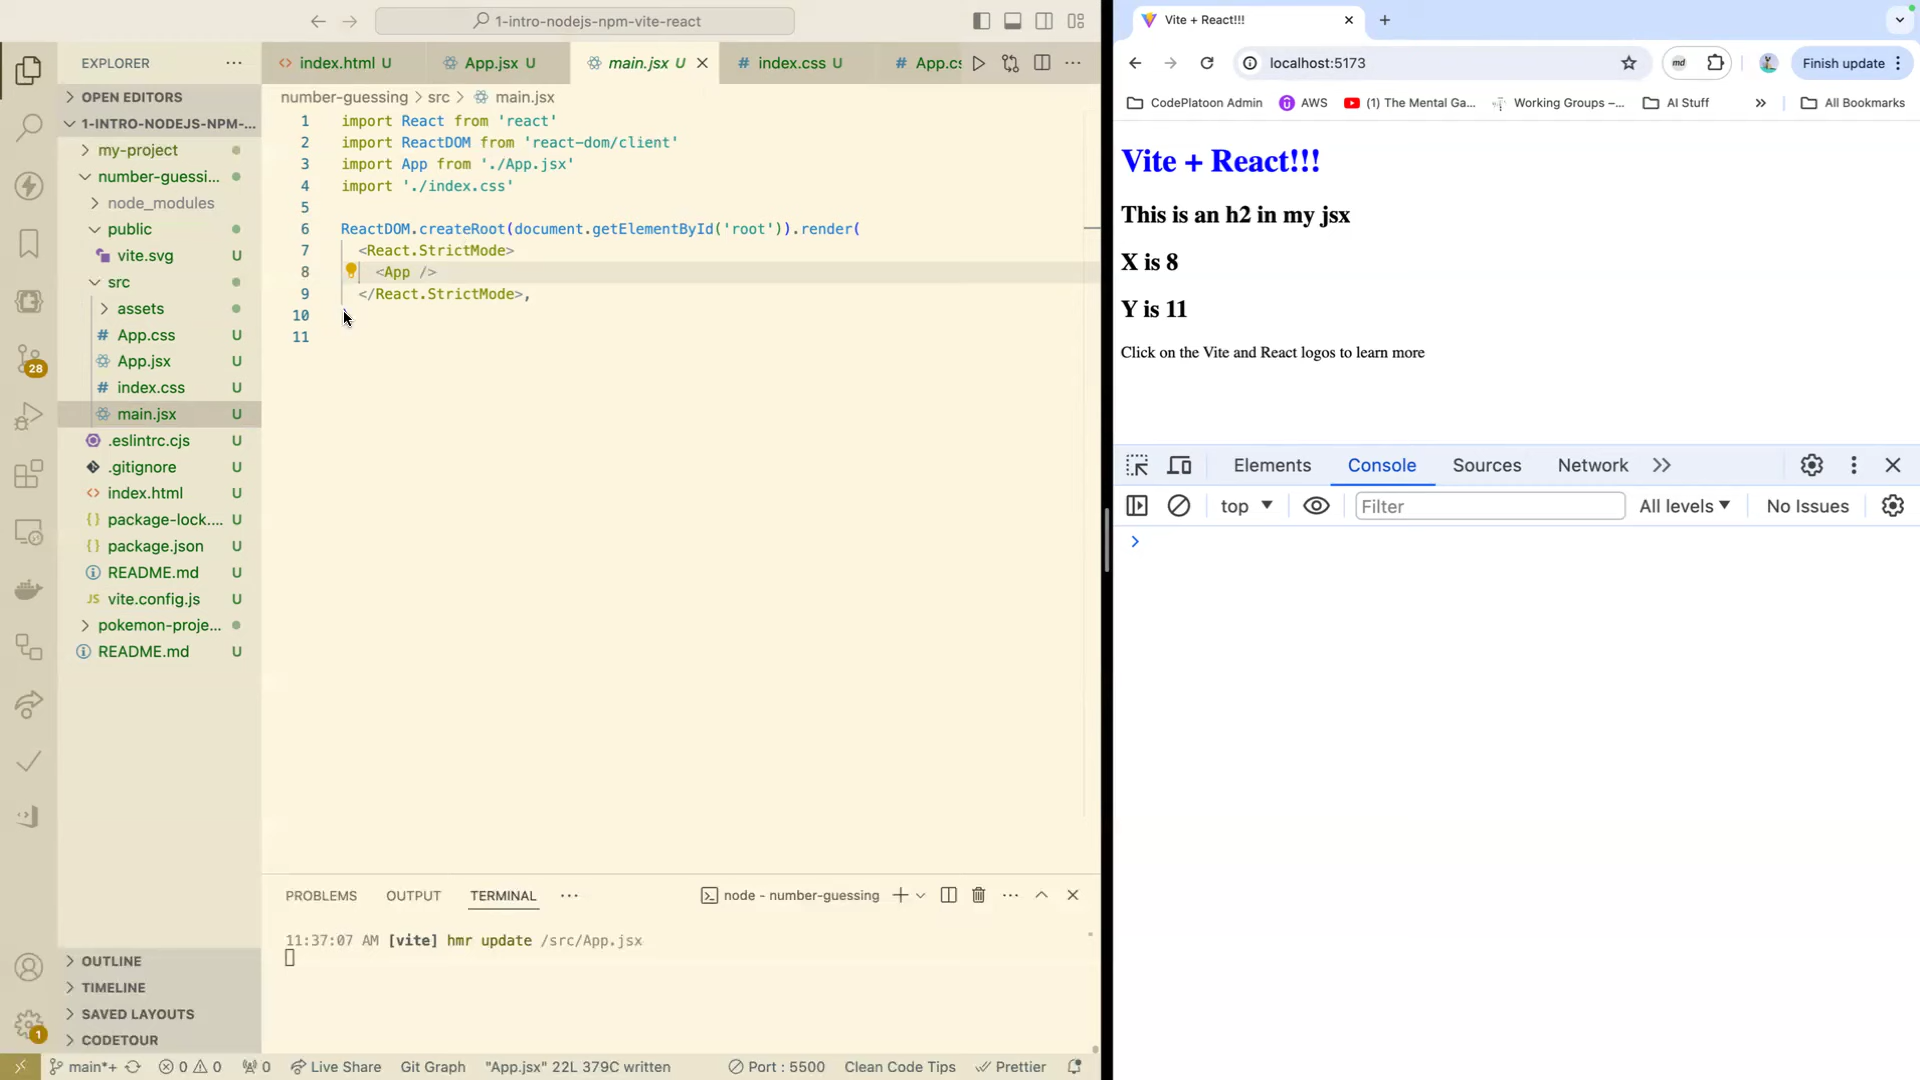 1-intro-nodejs-npm-vite-react
EXPLORER
OPEN EDITORS
1-INTRO-NODEJS-NPM-...
my-project
number-guessi...
node_modules
public
vite.svg
src
assets
App.css U
App.jsx U
index.css U
main.jsx U
.eslintrc.cjs U
.gitignore U
index.html U
package-lock.... U
package.json U
README.md U
vite.config.js U
pokemon-proje...
README.md U
28
1
OUTLINE
TIMELINE
SAVED LAYOUTS
CODETOUR
index.html U
App.jsx U
main.jsx U
index.css U
App.cs
number-guessing > src > main.jsx
1 import React from 'react'
2 import ReactDOM from 'react-dom/client'
3 import App from './App.jsx'
4 import './index.css'
5
6 ReactDOM.createRoot(document.getElementById('root')).render(
7 <React.StrictMode>
8 <App />
9 </React.StrictMode>,
10
11
PROBLEMS OUTPUT TERMINAL
node - number-guessing
11:37:07 AM [vite] hmr update /src/App.jsx
main*+ 0 0 0 Live Share Git Graph "App.jsx" 22L 379C written Port : 5500 Clean Code Tips Prettier
Vite + React!!!
localhost:5173
md
Finish update
CodePlatoon Admin
AWS
(1) The Mental Ga...
Working Groups –...
AI Stuff
All Bookmarks
Vite + React!!!
This is an h2 in my jsx
X is 8
Y is 11
Click on the Vite and React logos to learn more
Elements Console Sources Network
top Filter All levels No Issues